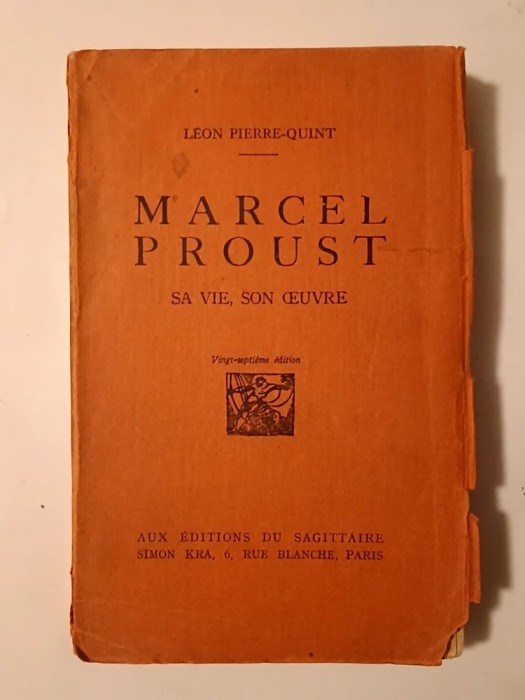 LÉON PIERRE-QUINT
MARCEL
PROUST
SA VIE, SON ŒUVRE
Vingt-septième édition
AUX ÉDITIONS DU SAGITTAIRE
SIMON KRA, 6, RUE BLANCHE, PARIS